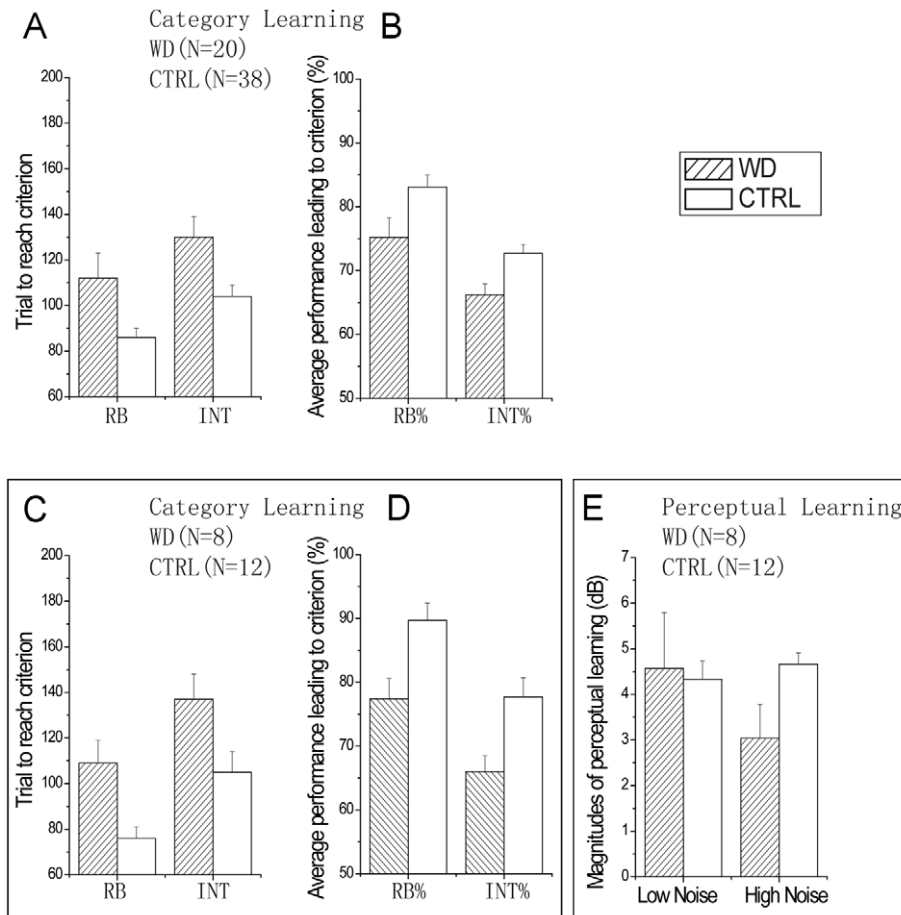 A
Category Learning
WD(N=20)
CTRL(N=38)
Trial to reach criterion
200
180
160
140
120
100
80
60
RB
INT
B
Average performance leading to criterion (%)
100
90
80
70
60
50
RB%
INT%
WD
CTRL
C
Category Learning
WD(N=8)
CTRL(N=12)
Trial to reach criterion
200
180
160
140
120
100
80
60
RB
INT
D
Average performance leading to criterion (%)
100
90
80
70
60
50
RB%
INT%
E
Perceptual Learning
WD(N=8)
CTRL(N=12)
Magnitudes of perceptual learning (dB)
7
6
5
4
3
2
1
0
Low Noise
High Noise